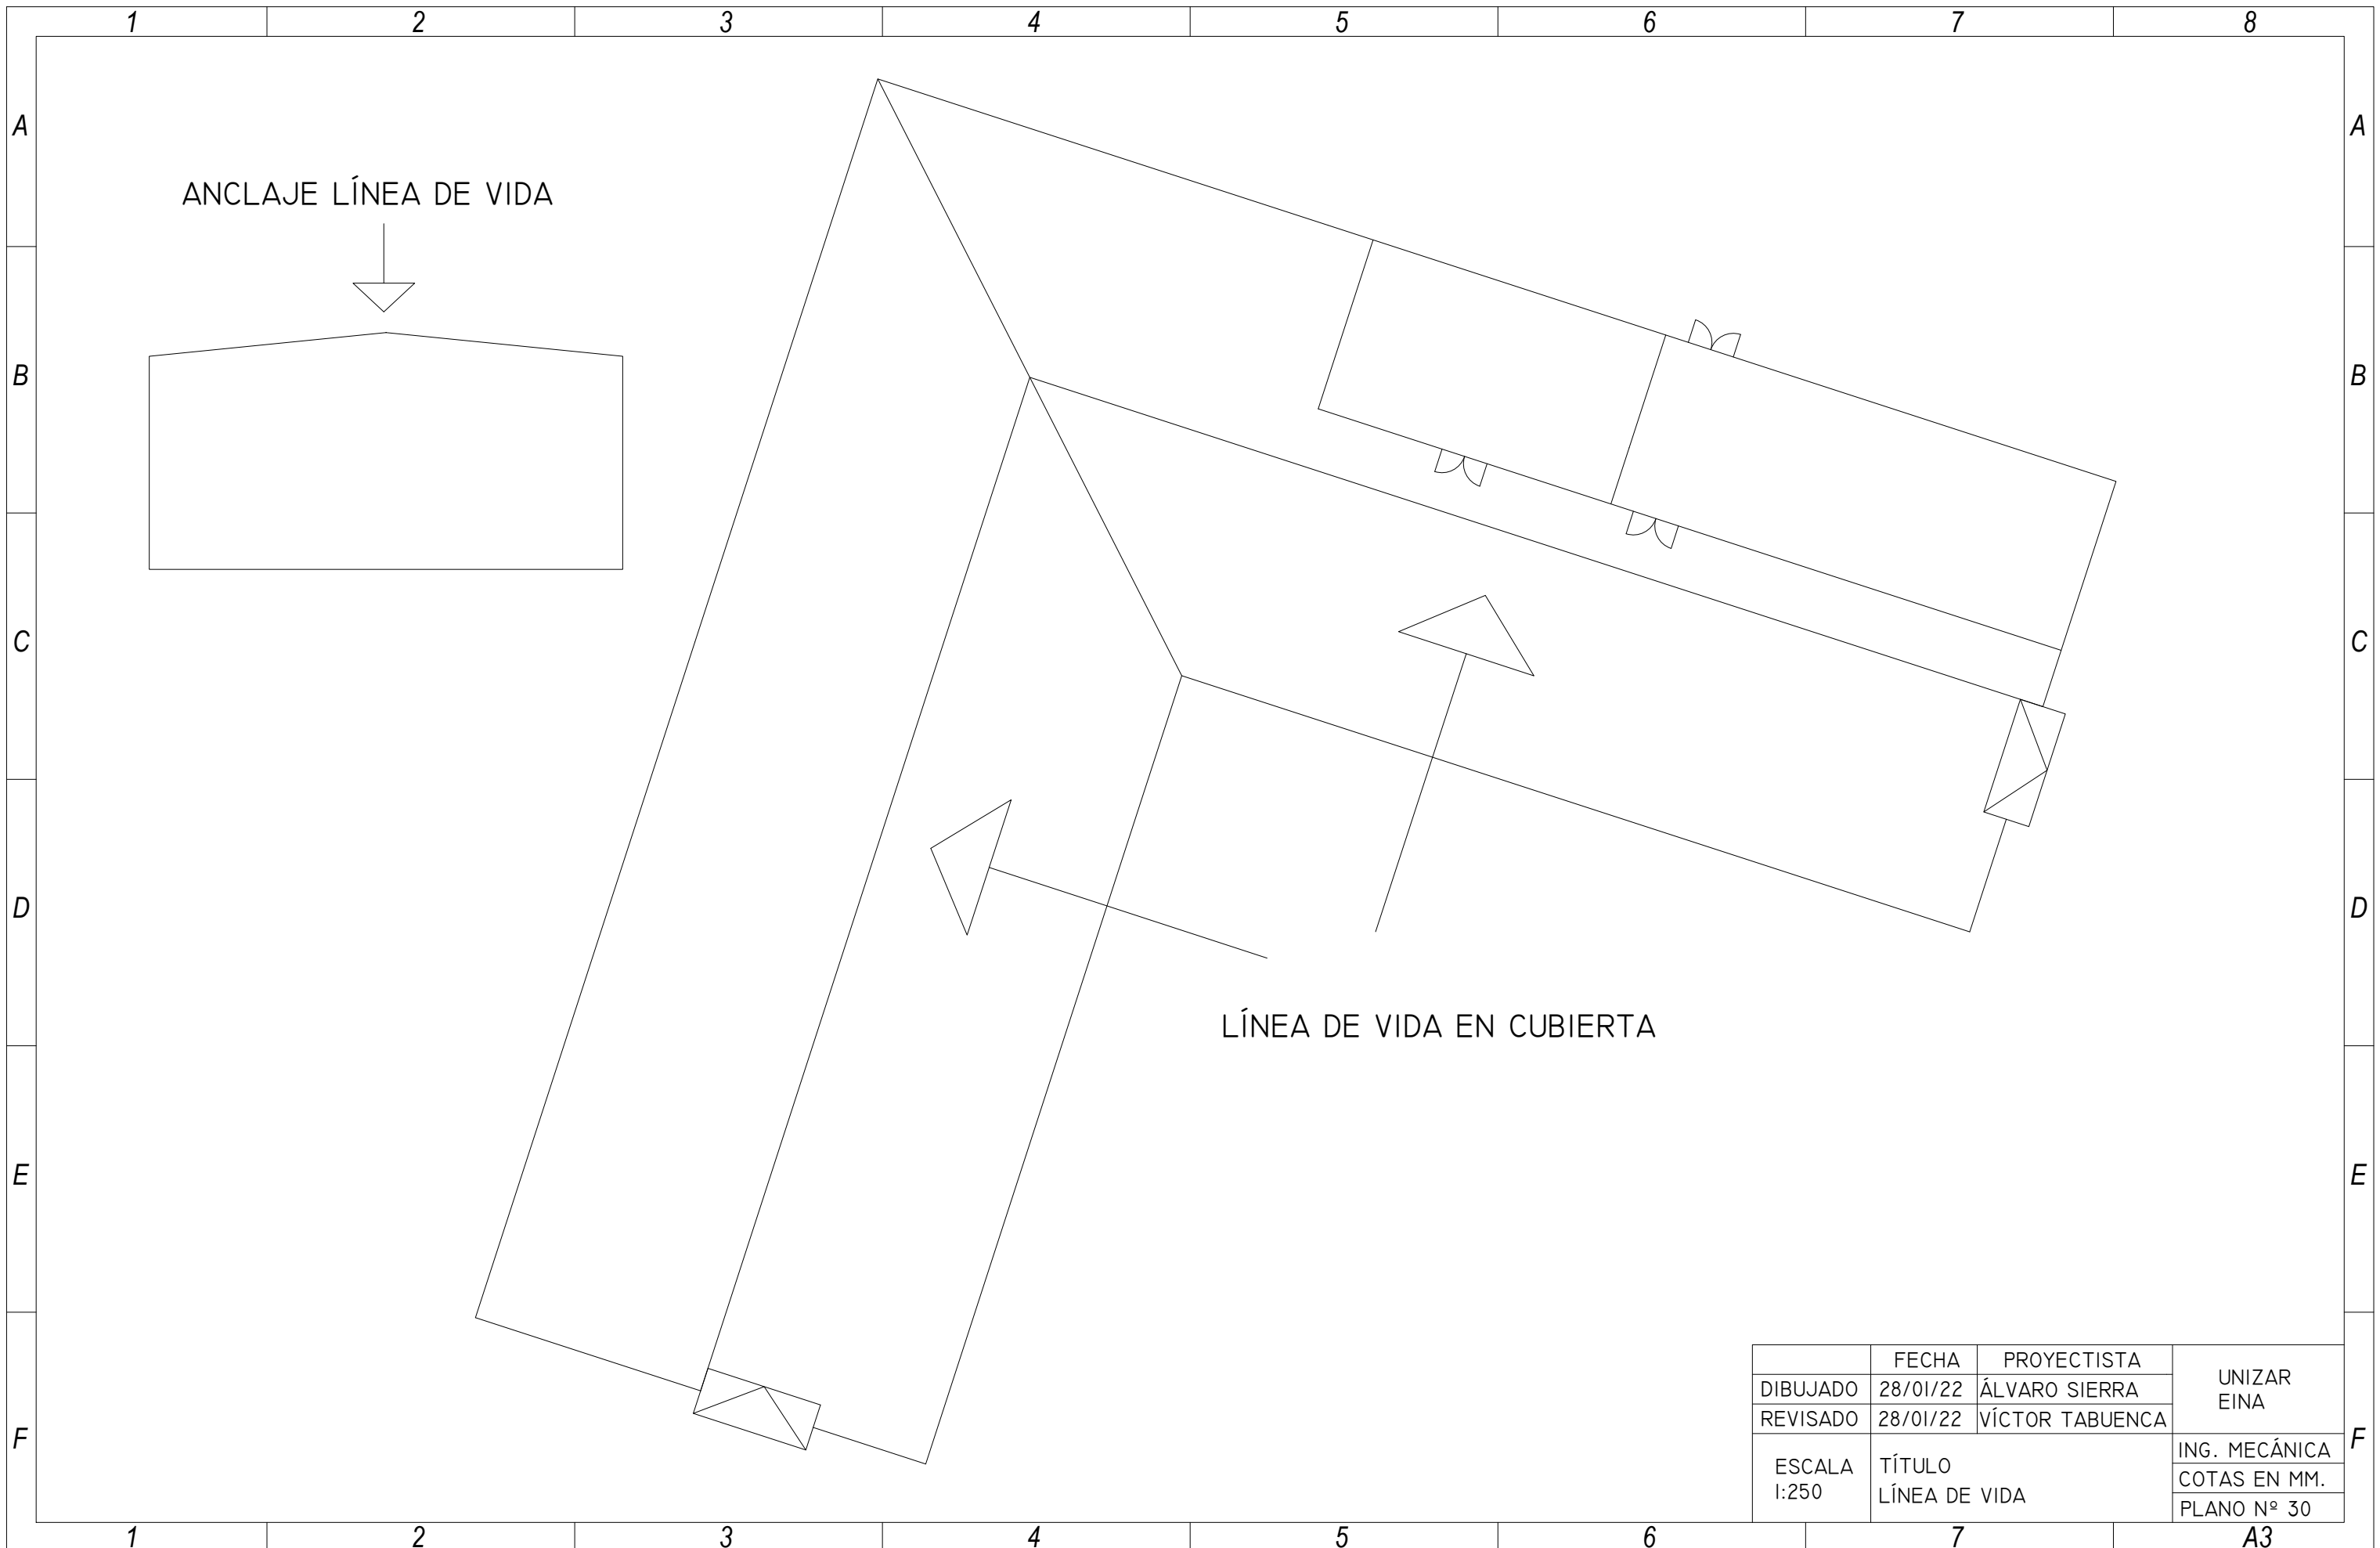 1 2 3 4 5 6 7 8
A A
ANCLAJE LÍNEA DE VIDA
B B
C C
D D
LÍNEA DE VIDA EN CUBIERTA
E E
FECHA PROYECTISTA
UNIZAR
EINA
DIBUJADO 28/01/22 ÁLVARO SIERRA
REVISADO 28/01/22 VÍCTOR TABUENCA
F F
ESCALA
1:250
TÍTULO
LÍNEA DE VIDA
ING. MECÁNICA
COTAS EN MM.
PLANO Nº 30
1 2 3 4 5 6 7 A3